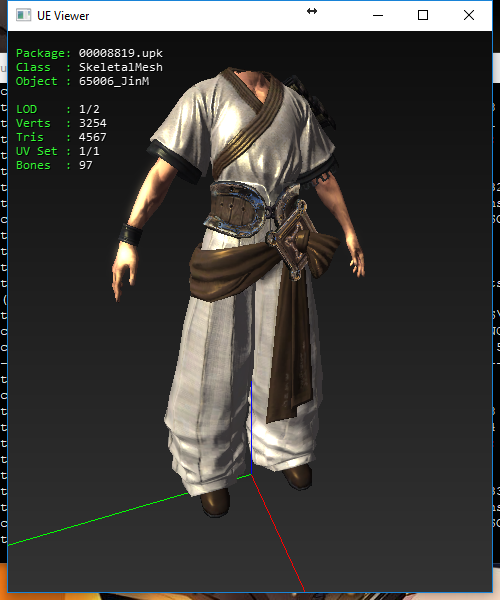 UE Viewer
Package: 00008819.upk
Class  : SkeletalMesh
Object : 65006_JinM
LOD    : 1/2
Verts  : 3254
Tris   : 4567
UV Set : 1/1
Bones  : 97